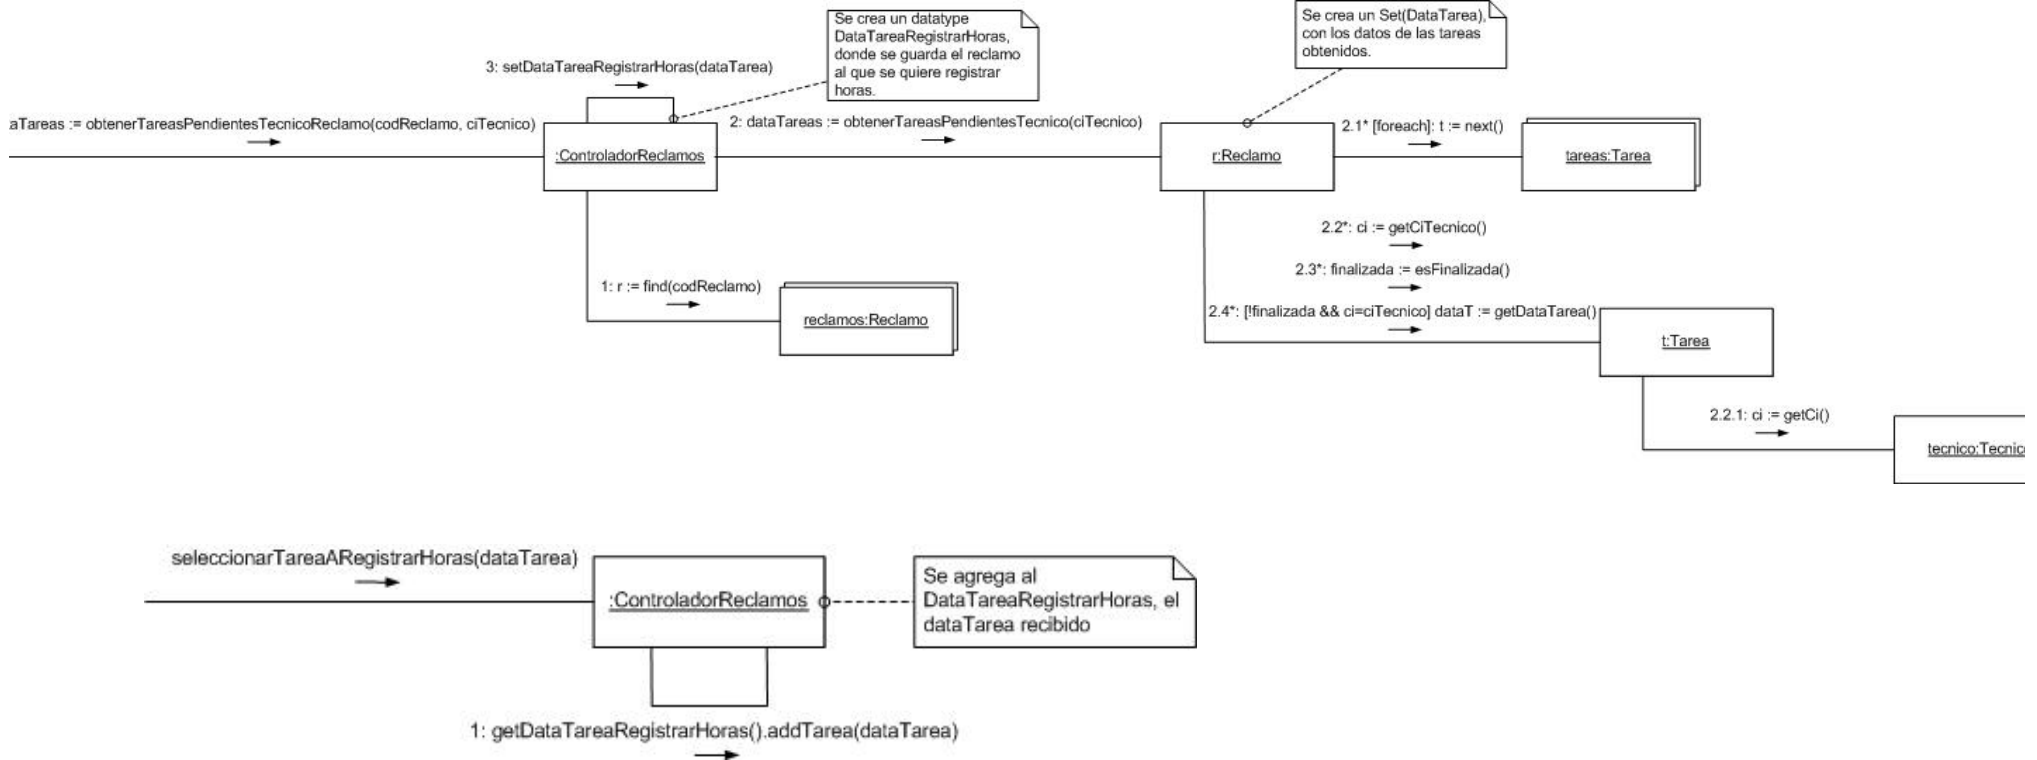 Se crea un datatype
DataTareaRegistrarHoras,
donde se guarda el reclamo
al que se quiere registrar
horas.
Se crea un Set(DataTarea),
con los datos de las tareas
obtenidos.
3: setDataTareaRegistrarHoras(dataTarea)
aTareas := obtenerTareasPendientesTecnicoReclamo(codReclamo, ciTecnico)
2: dataTareas := obtenerTareasPendientesTecnico(ciTecnico)
2.1* [foreach]: t := next()
:ControladorReclamos
r:Reclamo
tareas:Tarea
2.2*: ci := getCiTecnico()
2.3*: finalizada := esFinalizada()
1: r := find(codReclamo)
2.4*: [!finalizada && ci=ciTecnico] dataT := getDataTarea()
reclamos:Reclamo
t:Tarea
2.2.1: ci := getCi()
tecnico:Tecnico
seleccionarTareaARegistrarHoras(dataTarea)
:ControladorReclamos
Se agrega al
DataTareaRegistrarHoras, el
dataTarea recibido
1: getDataTareaRegistrarHoras().addTarea(dataTarea)